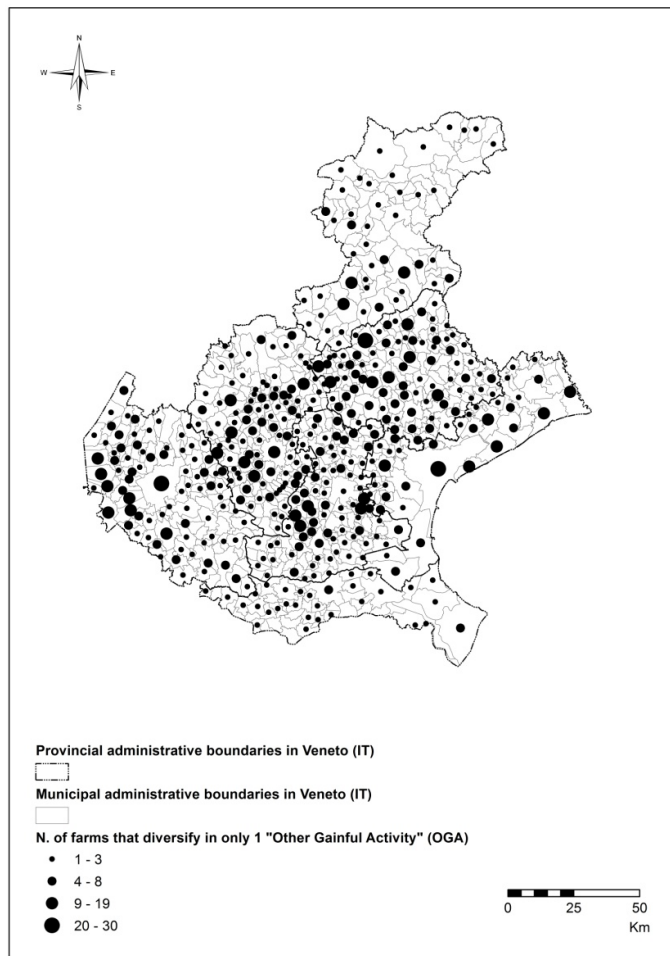 N
W E
S
Provincial administrative boundaries in Veneto (IT)
Municipal administrative boundaries in Veneto (IT)
N. of farms that diversify in only 1 "Other Gainful Activity" (OGA)
1 - 3
4 - 8
9 - 19
20 - 30
0 25 50
Km